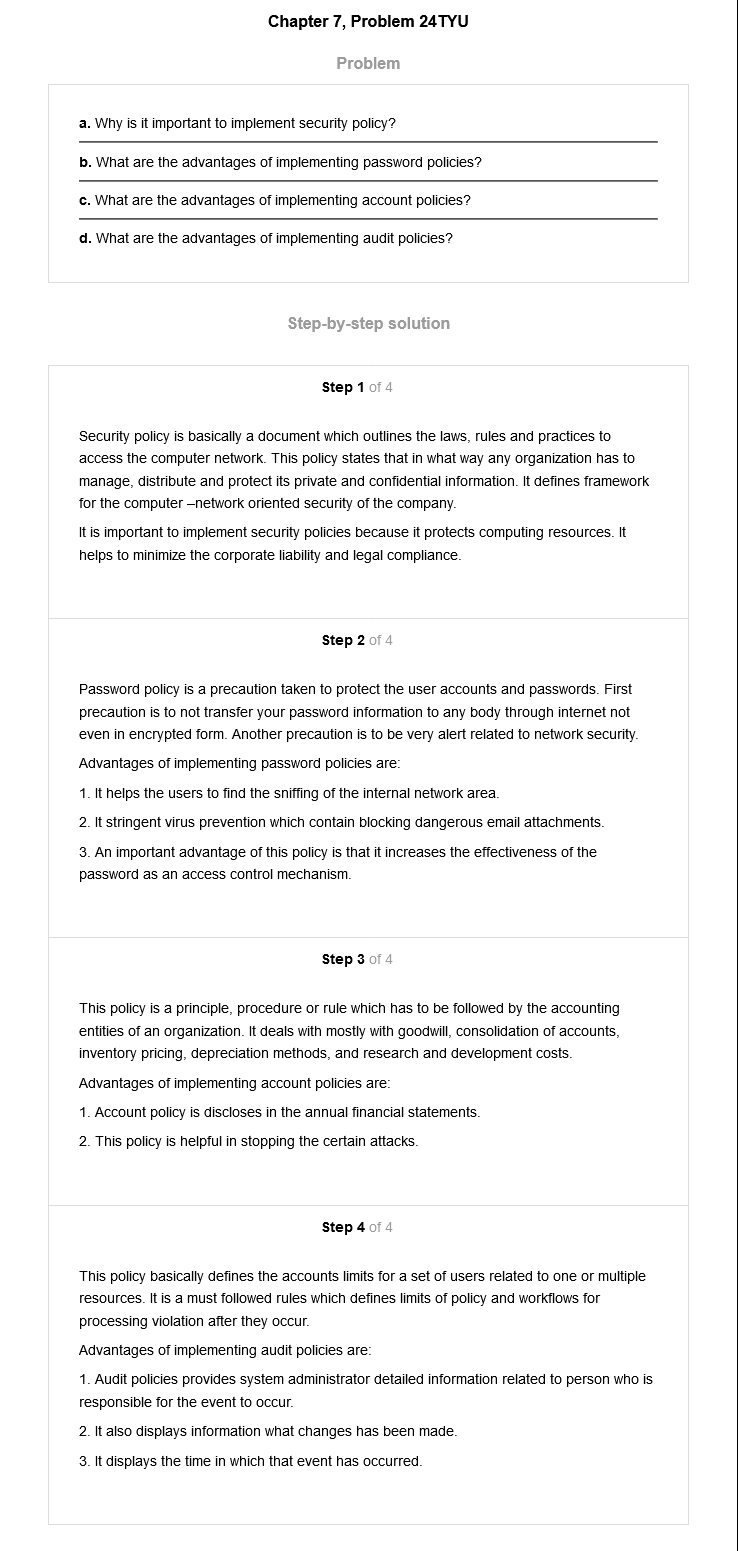 Chapter 7, Problem 24TYU
Problem
a. Why is it important to implement security policy?
b. What are the advantages of implementing password policies?
c. What are the advantages of implementing account policies?
d. What are the advantages of implementing audit policies?
Step-by-step solution
Step 1 of 4
Security policy is basically a document which outlines the laws, rules and practices to
access the computer network. This policy states that in what way any organization has to
manage, distribute and protect its private and confidential information. It defines framework
for the computer –network oriented security of the company.
It is important to implement security policies because it protects computing resources. It
helps to minimize the corporate liability and legal compliance.
Step 2 of 4
Password policy is a precaution taken to protect the user accounts and passwords. First
precaution is to not transfer your password information to any body through internet not
even in encrypted form. Another precaution is to be very alert related to network security.
Advantages of implementing password policies are:
1. It helps the users to find the sniffing of the internal network area.
2. It stringent virus prevention which contain blocking dangerous email attachments.
3. An important advantage of this policy is that it increases the effectiveness of the
password as an access control mechanism.
Step 3 of 4
This policy is a principle, procedure or rule which has to be followed by the accounting
entities of an organization. It deals with mostly with goodwill, consolidation of accounts,
inventory pricing, depreciation methods, and research and development costs.
Advantages of implementing account policies are:
1. Account policy is discloses in the annual financial statements.
2. This policy is helpful in stopping the certain attacks.
Step 4 of 4
This policy basically defines the accounts limits for a set of users related to one or multiple
resources. It is a must followed rules which defines limits of policy and workflows for
processing violation after they occur.
Advantages of implementing audit policies are:
1. Audit policies provides system administrator detailed information related to person who is
responsible for the event to occur.
2. It also displays information what changes has been made.
3. It displays the time in which that event has occurred.